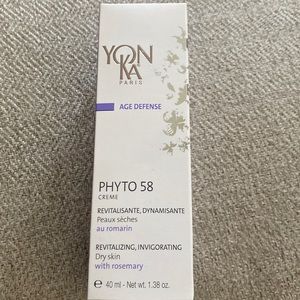 YON
KA
PARIS
AGE DEFENSE
PHYTO 58
CREME
REVITALISANTE, DYNAMISANTE
Peaux sèches
au romarin
REVITALIZING, INVIGORATING
Dry skin
with rosemary
e 40 ml - Net wt. 1.38 oz.